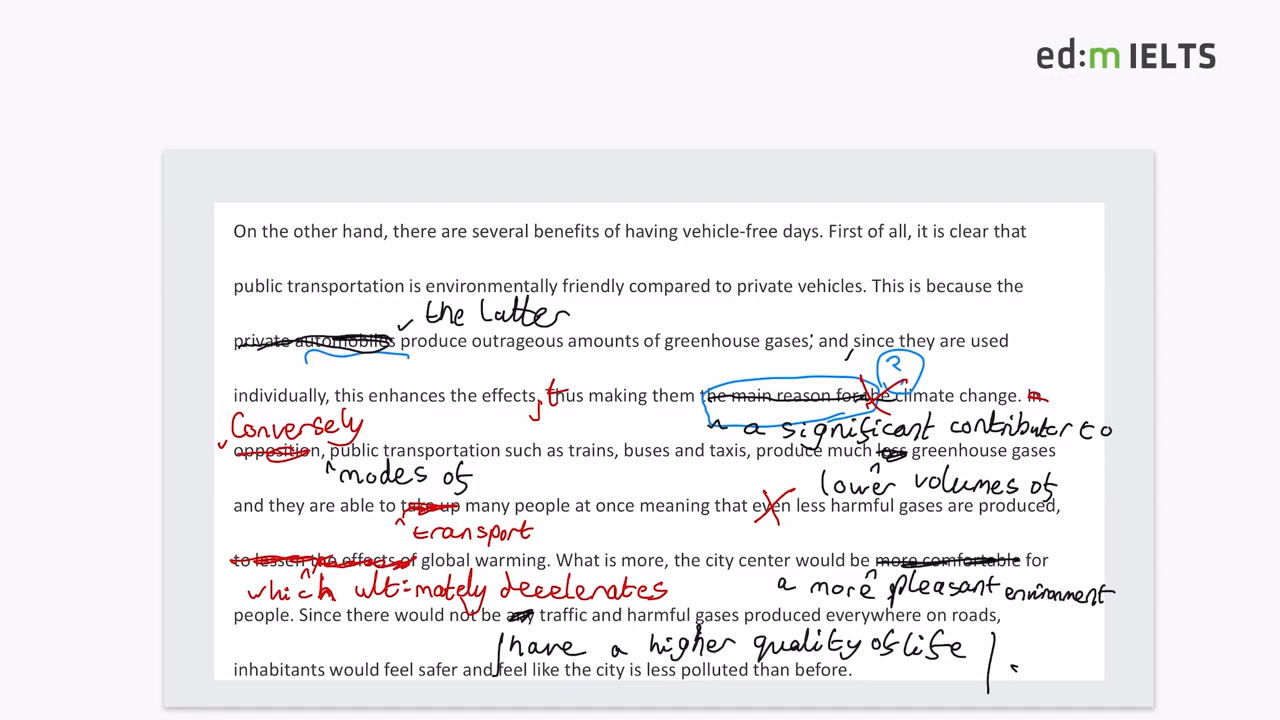 ed:m IELTS
On the other hand, there are several benefits of having vehicle-free days. First of all, it is clear that
public transportation is environmentally friendly compared to private vehicles. This is because the
the latter
private automobiles produce outrageous amounts of greenhouse gases; and, since they are used
?
individually, this enhances the effects, thus making them the main reason for the climate change. In
Conversely
a significant contributor to
opposition, public transportation such as trains, buses and taxis, produce much less greenhouse gases
modes of
lower volumes of
and they are able to take up many people at once meaning that even less harmful gases are produced,
transport
to lessen the effects of global warming. What is more, the city center would be more comfortable for
which ultimately decelerates
a more pleasant environment
people. Since there would not be any traffic and harmful gases produced everywhere on roads,
have a higher quality of life
inhabitants would feel safer and feel like the city is less polluted than before.